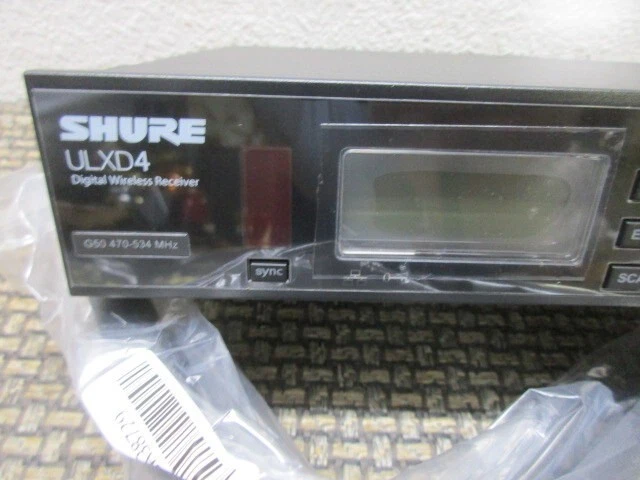 SHURE
ULXD4
Digital Wireless Receiver
G50 470-534 MHz
sync